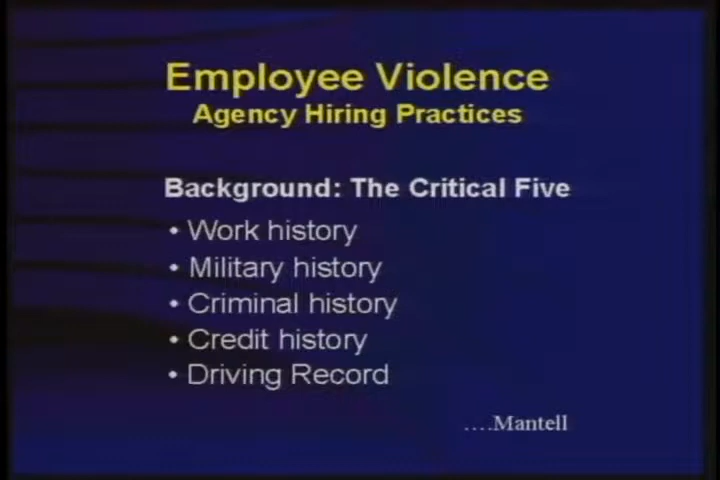 Employee Violence
Agency Hiring Practices
Background: The Critical Five
• Work history
• Military history
• Criminal history
• Credit history
• Driving Record
....Mantell